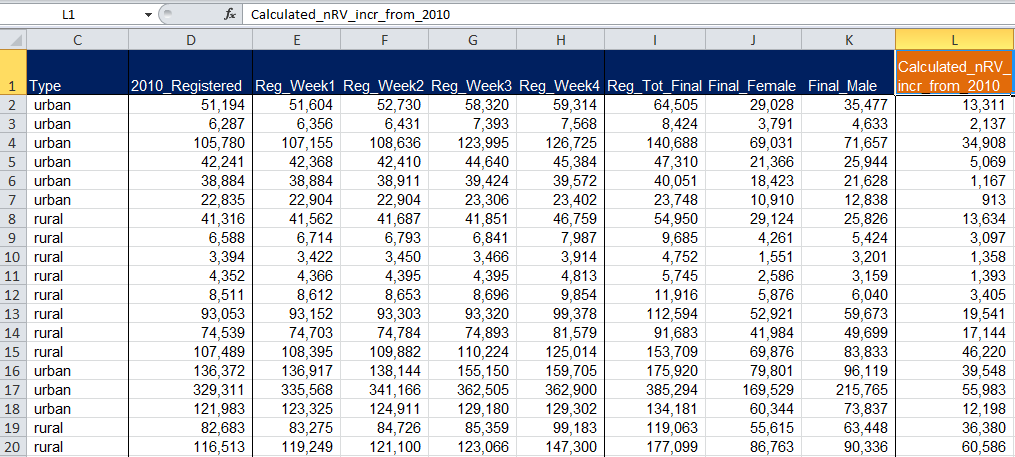 L1 fx Calculated_nRV_incr_from_2010
C D E F G H I J K L
1 Type 2010_Registered Reg_Week1 Reg_Week2 Reg_Week3 Reg_Week4 Reg_Tot_Final Final_Female Final_Male Calculated_nRV_
incr_from_2010
2 urban 51,194 51,604 52,730 58,320 59,314 64,505 29,028 35,477 13,311
3 urban 6,287 6,356 6,431 7,393 7,568 8,424 3,791 4,633 2,137
4 urban 105,780 107,155 108,636 123,995 126,725 140,688 69,031 71,657 34,908
5 urban 42,241 42,368 42,410 44,640 45,384 47,310 21,366 25,944 5,069
6 urban 38,884 38,884 38,911 39,424 39,572 40,051 18,423 21,628 1,167
7 urban 22,835 22,904 22,904 23,306 23,402 23,748 10,910 12,838 913
8 rural 41,316 41,562 41,687 41,851 46,759 54,950 29,124 25,826 13,634
9 rural 6,588 6,714 6,793 6,841 7,987 9,685 4,261 5,424 3,097
10 rural 3,394 3,422 3,450 3,466 3,914 4,752 1,551 3,201 1,358
11 rural 4,352 4,366 4,395 4,395 4,813 5,745 2,586 3,159 1,393
12 rural 8,511 8,612 8,653 8,696 9,854 11,916 5,876 6,040 3,405
13 rural 93,053 93,152 93,303 93,320 99,378 112,594 52,921 59,673 19,541
14 rural 74,539 74,703 74,784 74,893 81,579 91,683 41,984 49,699 17,144
15 rural 107,489 108,395 109,882 110,224 125,014 153,709 69,876 83,833 46,220
16 urban 136,372 136,917 138,144 155,150 159,705 175,920 79,801 96,119 39,548
17 urban 329,311 335,568 341,166 362,505 362,900 385,294 169,529 215,765 55,983
18 urban 121,983 123,325 124,911 129,180 129,302 134,181 60,344 73,837 12,198
19 rural 82,683 83,275 84,726 85,359 99,183 119,063 55,615 63,448 36,380
20 rural 116,513 119,249 121,100 123,066 147,300 177,099 86,763 90,336 60,586